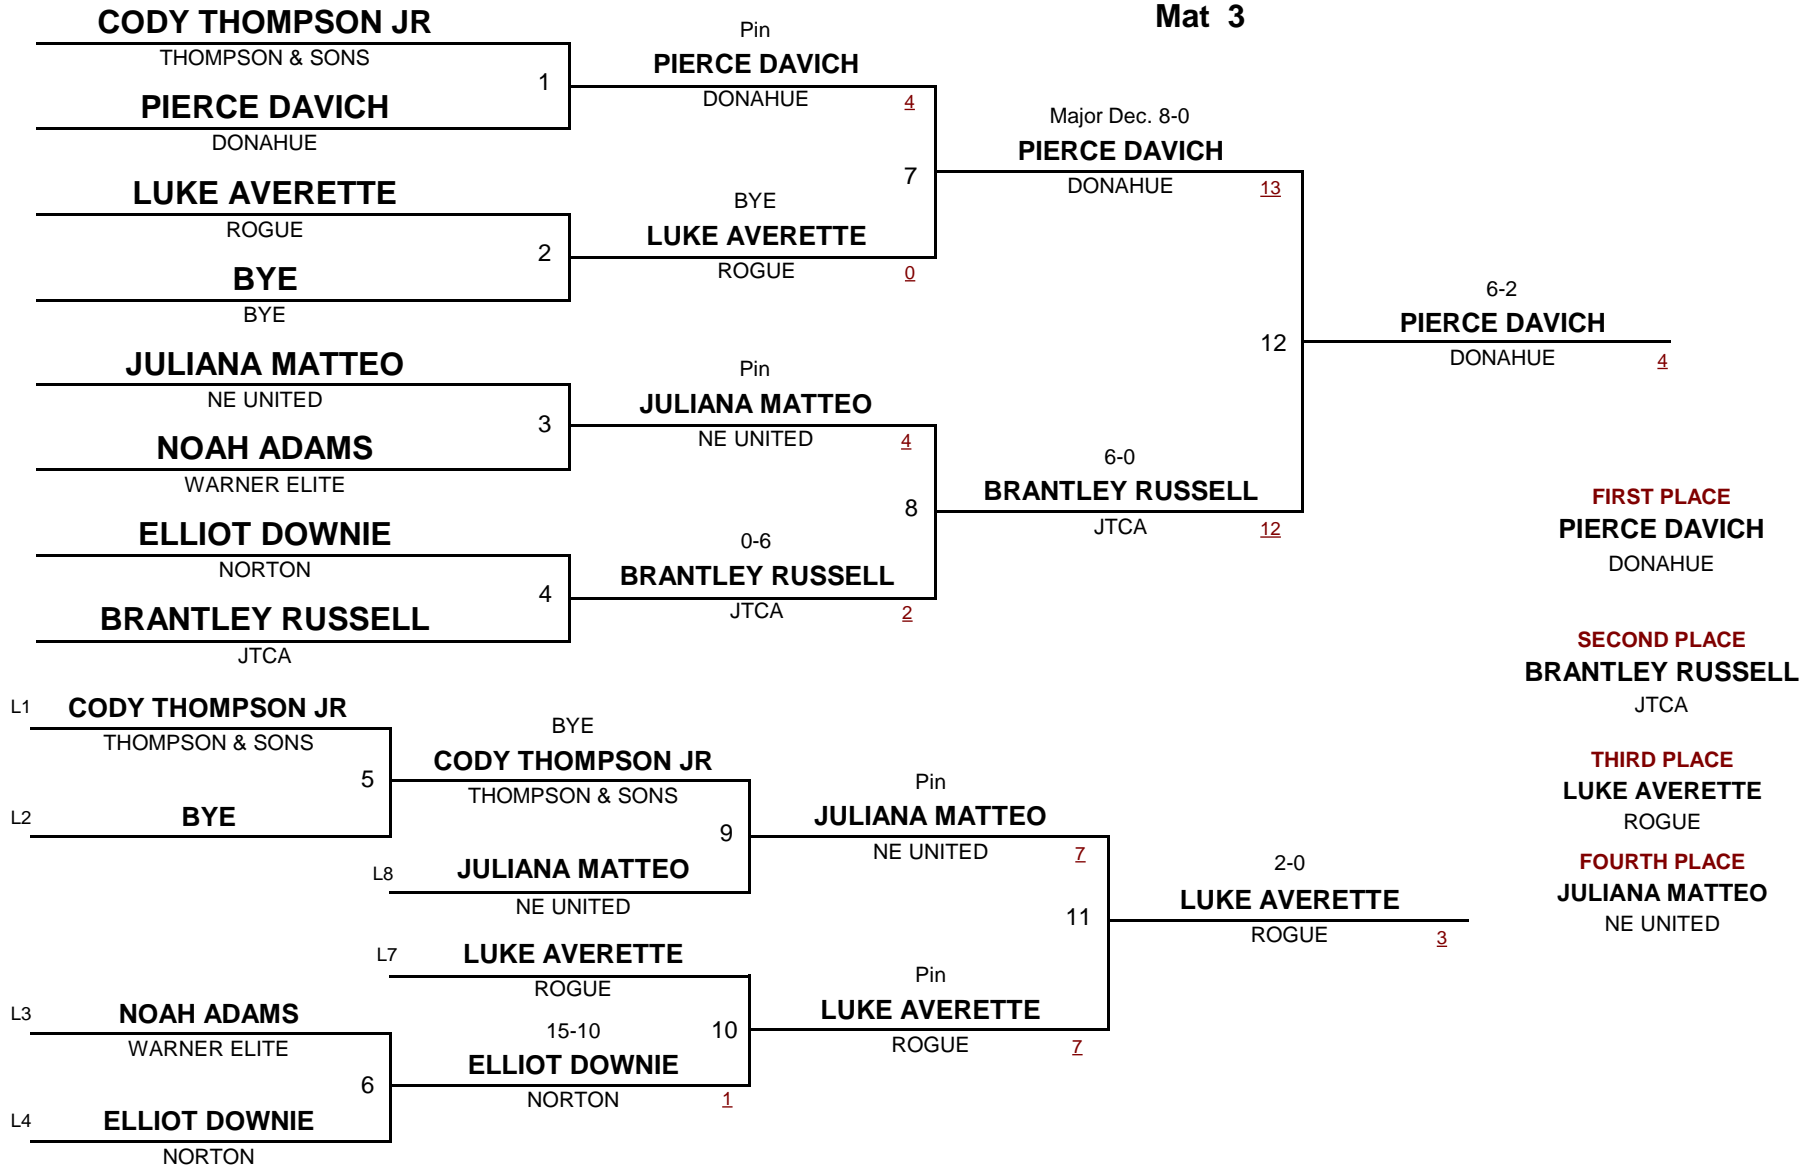 Mat 3
CODY THOMPSON JR
THOMPSON & SONS
1
PIERCE DAVICH
DONAHUE
LUKE AVERETTE
ROGUE
2
BYE
BYE
JULIANA MATTEO
NE UNITED
3
NOAH ADAMS
WARNER ELITE
ELLIOT DOWNIE
NORTON
4
BRANTLEY RUSSELL
JTCA
Pin
PIERCE DAVICH
DONAHUE 4
7
BYE
LUKE AVERETTE
ROGUE 0
Pin
JULIANA MATTEO
NE UNITED 4
8
0-6
BRANTLEY RUSSELL
JTCA 2
Major Dec. 8-0
PIERCE DAVICH
DONAHUE 13
12
6-0
BRANTLEY RUSSELL
JTCA 12
6-2
PIERCE DAVICH
DONAHUE 4
FIRST PLACE
PIERCE DAVICH
DONAHUE
SECOND PLACE
BRANTLEY RUSSELL
JTCA
THIRD PLACE
LUKE AVERETTE
ROGUE
FOURTH PLACE
JULIANA MATTEO
NE UNITED
L1 CODY THOMPSON JR
THOMPSON & SONS
5
L2 BYE
BYE
CODY THOMPSON JR
THOMPSON & SONS
9
L8 JULIANA MATTEO
NE UNITED
L7 LUKE AVERETTE
ROGUE
L3 NOAH ADAMS
WARNER ELITE
6
L4 ELLIOT DOWNIE
NORTON
15-10 10
ELLIOT DOWNIE
NORTON 1
Pin
JULIANA MATTEO
NE UNITED 7
11
Pin
LUKE AVERETTE
ROGUE 7
2-0
LUKE AVERETTE
ROGUE 3